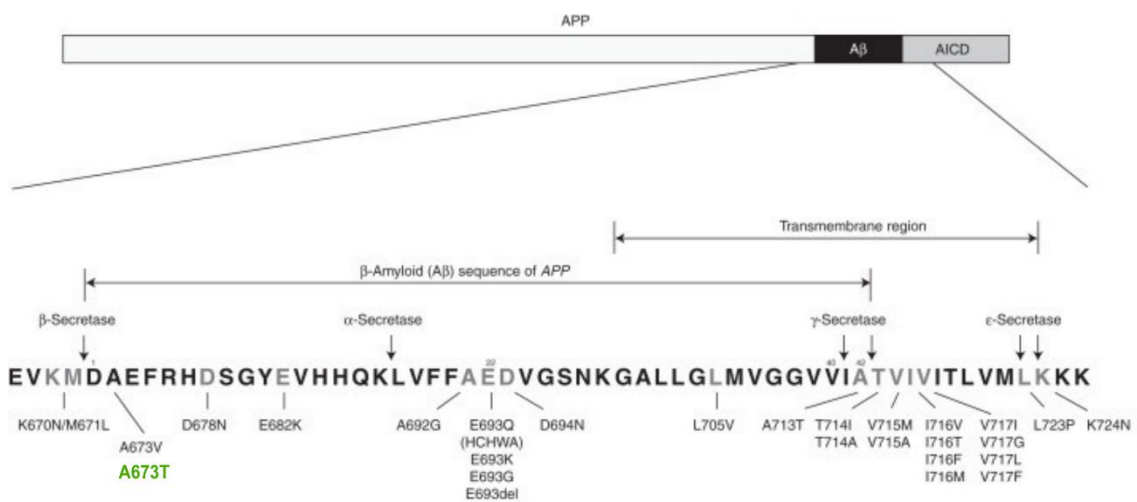 APP
Aβ AICD
Transmembrane region
β-Amyloid (Aβ) sequence of APP
β-Secretase α-Secretase γ-Secretase ε-Secretase
1 22 40 42
EVKMDAEFRHDSGYEVHHQKLVFFAEDVGSNKGALLGLMVGGVVIATVIVITLVMLKKK
K670N/M671L D678N E682K A692G E693Q D694N L705V A713T T714I V715M I716V V717I L723P K724N
A673V (HCHWA) T714A V715A I716T V717G
A673T E693K I716F V717L
E693G I716M V717F
E693del